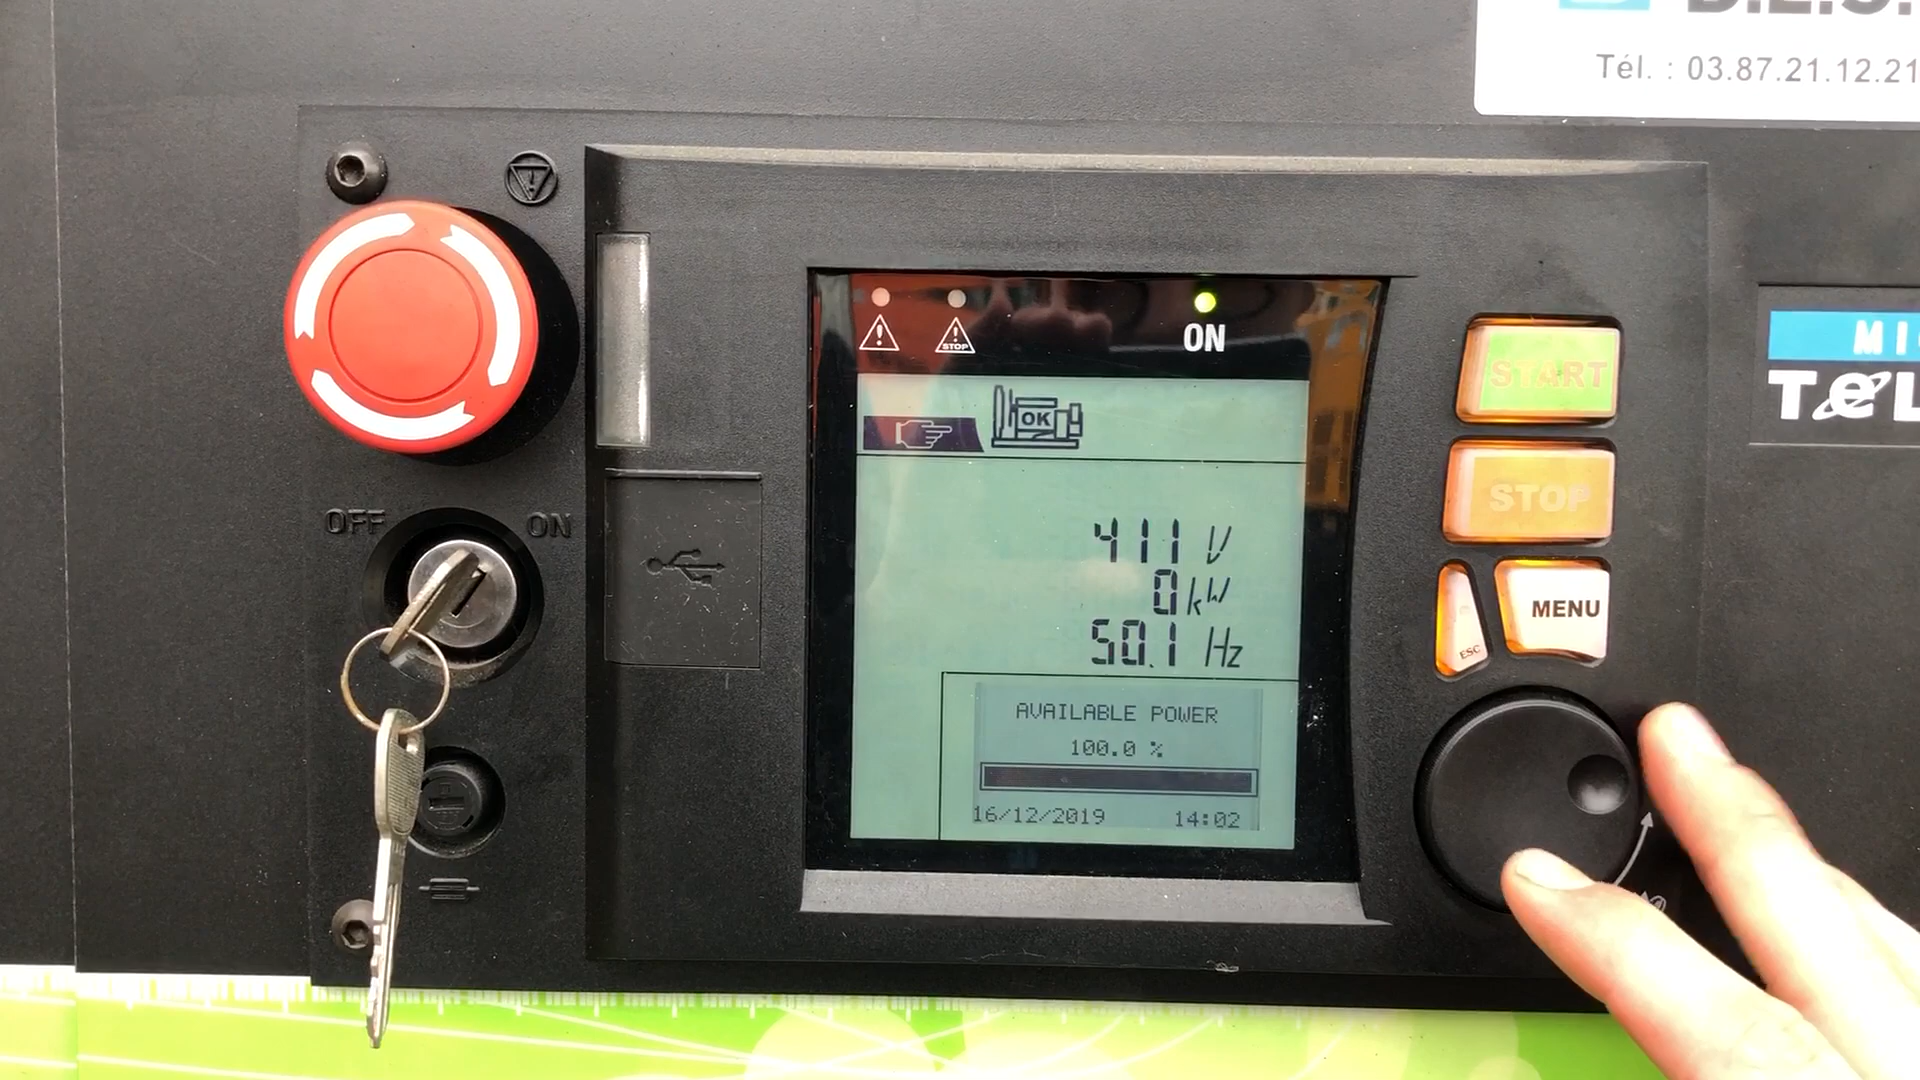 Tél. : 03.87.21.12.21
STOP
ON
OK
START
STOP
MENU
ESC
OFF
ON
411 V
0 kW
50.1 Hz
AVAILABLE POWER
100.0 %
16/12/2019 14:02